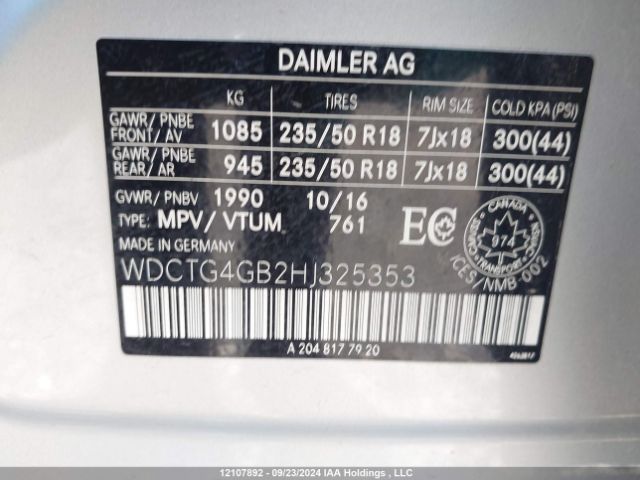 DAIMLER AG
KG TIRES RIM SIZE COLD KPA (PSI)
GAWR/ PNBE FRONT/ AV 1085 235/50 R18 7Jx18 300(44)
GAWR/ PNBE REAR/ AR 945 235/50 R18 7Jx18 300(44)
GVWR/ PNBV 1990 10/16
TYPE: MPV/ VTUM 761
MADE IN GERMANY
EC
CANADA
974
TRANSPORT
ICES/NMB-002
WDCTG4GB2HJ325353
A 204 817 79 20
12107892 - 09/23/2024 - IAA Holdings, LLC